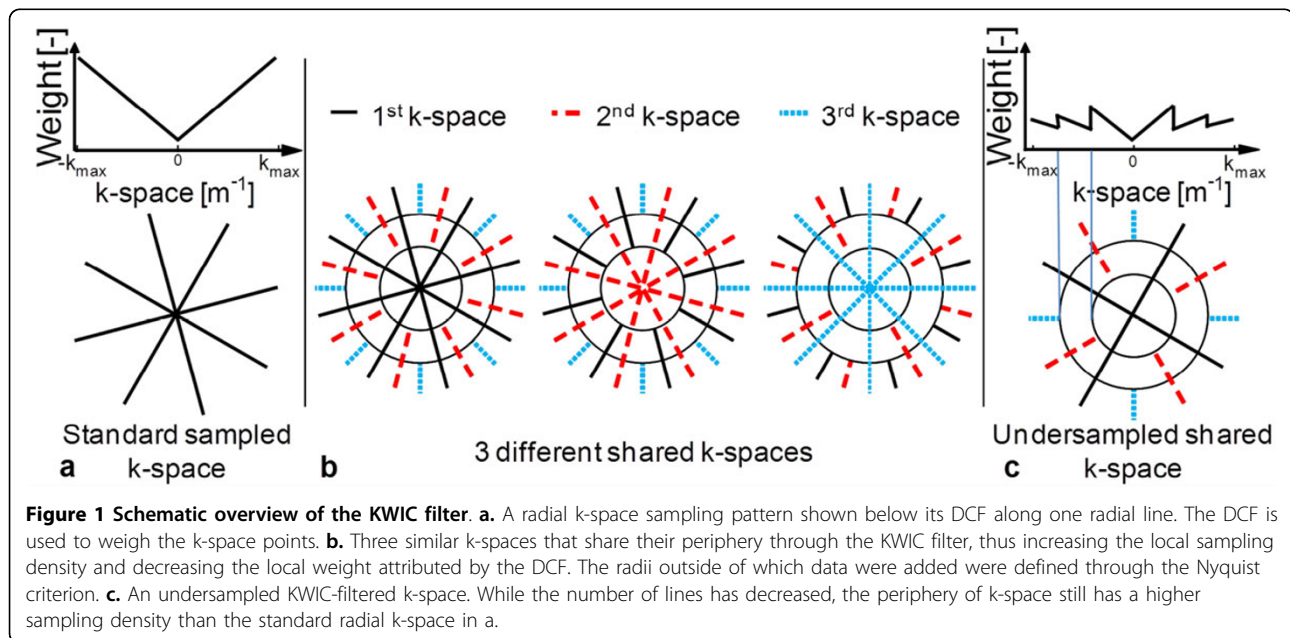 Weight[-]
-kmax 0 kmax
k-space [m⁻¹]
Standard sampled
k-space
a
1st k-space 2nd k-space 3rd k-space
3 different shared k-spaces
b
Weight[-]
-kmax 0 kmax
k-space [m⁻¹]
Undersampled shared
k-space
c
Figure 1 Schematic overview of the KWIC filter. a. A radial k-space sampling pattern shown below its DCF along one radial line. The DCF is
used to weigh the k-space points. b. Three similar k-spaces that share their periphery through the KWIC filter, thus increasing the local sampling
density and decreasing the local weight attributed by the DCF. The radii outside of which data were added were defined through the Nyquist
criterion. c. An undersampled KWIC-filtered k-space. While the number of lines has decreased, the periphery of k-space still has a higher
sampling density than the standard radial k-space in a.